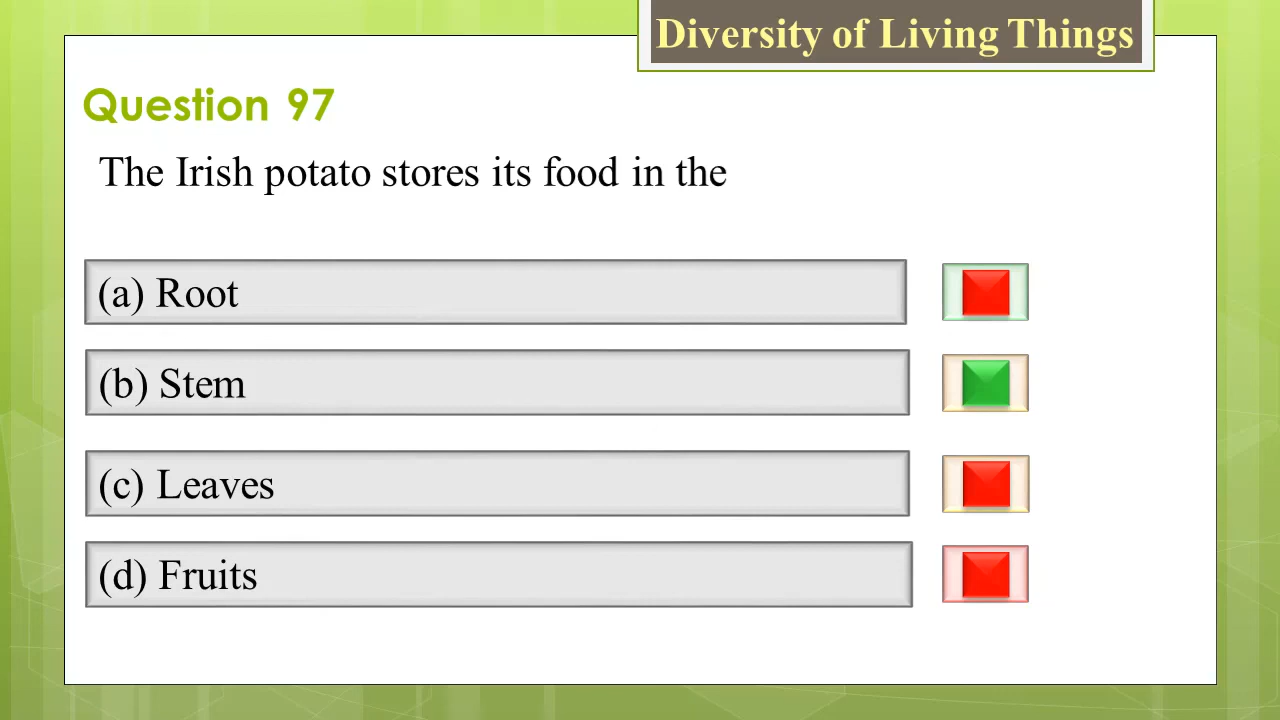 Diversity of Living Things
Question 97
The Irish potato stores its food in the
(a) Root
(b) Stem
(c) Leaves
(d) Fruits